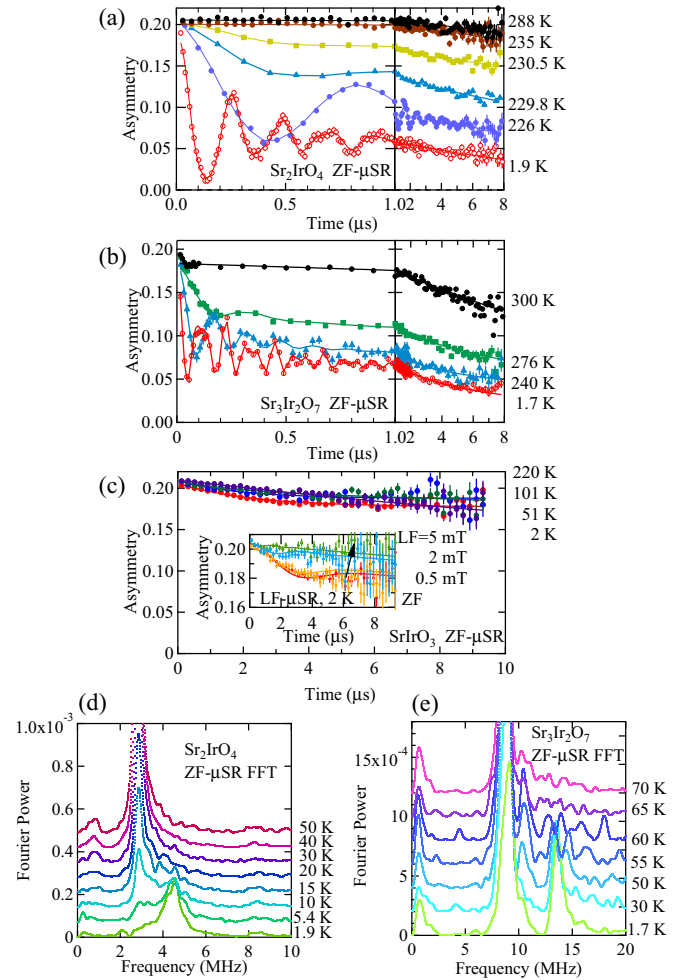 (a)
0.20
0.15
0.10
0.05
0.00
Asymmetry
Sr2IrO4 ZF-μSR
0.0 0.5 1.0 2 4 6 8
Time (μs) Time (μs)
288 K
235 K
230.5 K
229.8 K
226 K
1.9 K
(b)
0.20
0.15
0.10
0.05
0.00
Asymmetry
Sr3Ir2O7 ZF-μSR
0 0.5 1.0 2 4 6 8
Time (μs) Time (μs)
300 K
276 K
240 K
1.7 K
(c)
0.20
0.15
0.10
0.05
0
Asymmetry
220 K
101 K
51 K
2 K
0.20
0.18
0.16
Asymmetry
LF=5 mT
2 mT
0.5 mT
ZF
LF-μSR, 2 K
0 2 4 6 8
Time (μs)
SrIrO3 ZF-μSR
0 2 4 6 8 10
Time (μs)
(d)
1.0x10-3
0.8
0.6
0.4
0.2
0
Fourier Power
Sr2IrO4
ZF-μSR FFT
50 K
40 K
30 K
20 K
15 K
10 K
5.4 K
1.9 K
0 2 4 6 8 10
Frequency (MHz)
(e)
15x10-4
10
5
0
Fourier Power
Sr3Ir2O7
ZF-μSR FFT
70 K
65 K
60 K
55 K
50 K
30 K
1.7 K
0 5 10 15 20
Frequency (MHz)